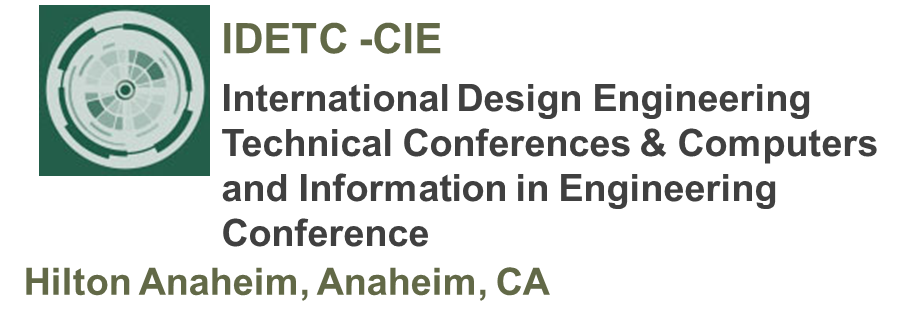 IDETC -CIE
International Design Engineering
Technical Conferences & Computers
and Information in Engineering
Conference
Hilton Anaheim, Anaheim, CA